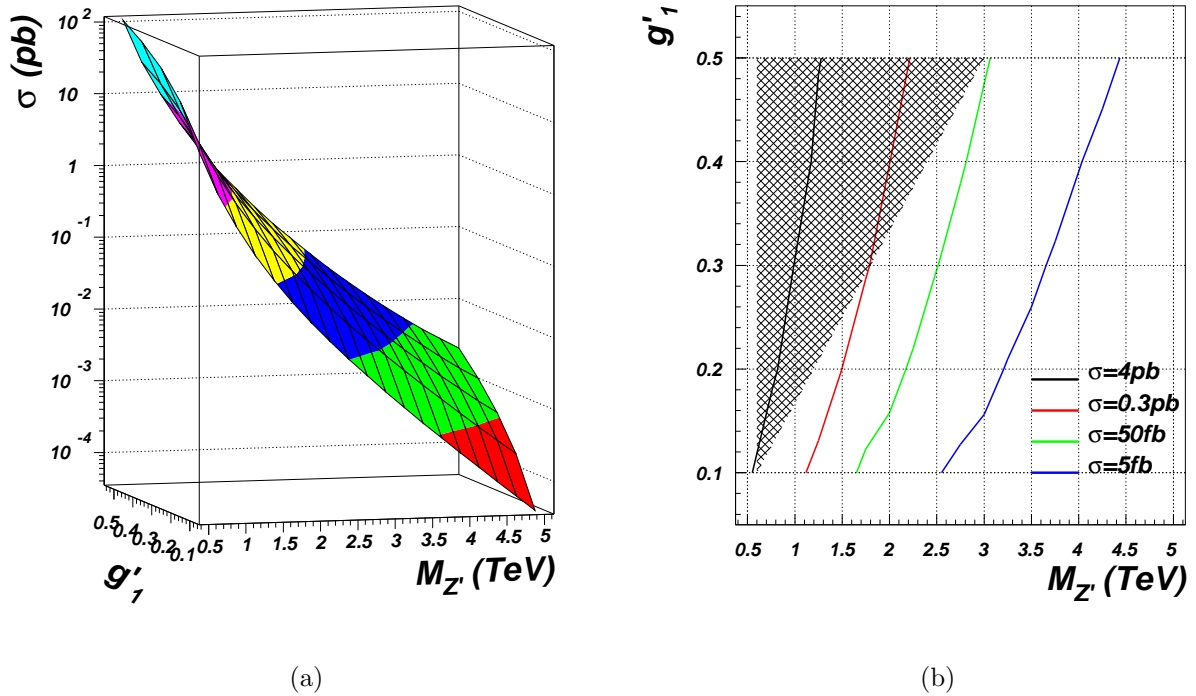 σ (pb)
10²
10
1
10⁻¹
10⁻²
10⁻³
10⁻⁴
0.5
0.4
0.3
0.2
0.1
g'₁
0.5 1 1.5 2 2.5 3 3.5 4 4.5 5
M_Z' (TeV)
(a)
g'₁
0.5
0.4
0.3
0.2
0.1
σ=4pb
σ=0.3pb
σ=50fb
σ=5fb
0.5 1 1.5 2 2.5 3 3.5 4 4.5 5
M_Z' (TeV)
(b)